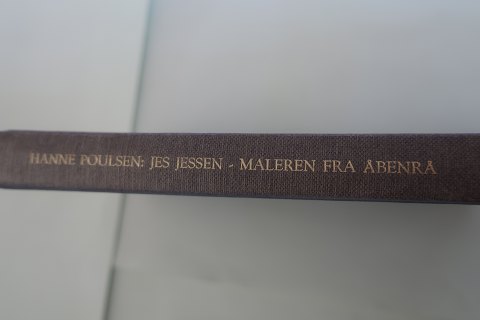 HANNE POULSEN: JES JESSEN - MALEREN FRA ÅBENRÅ